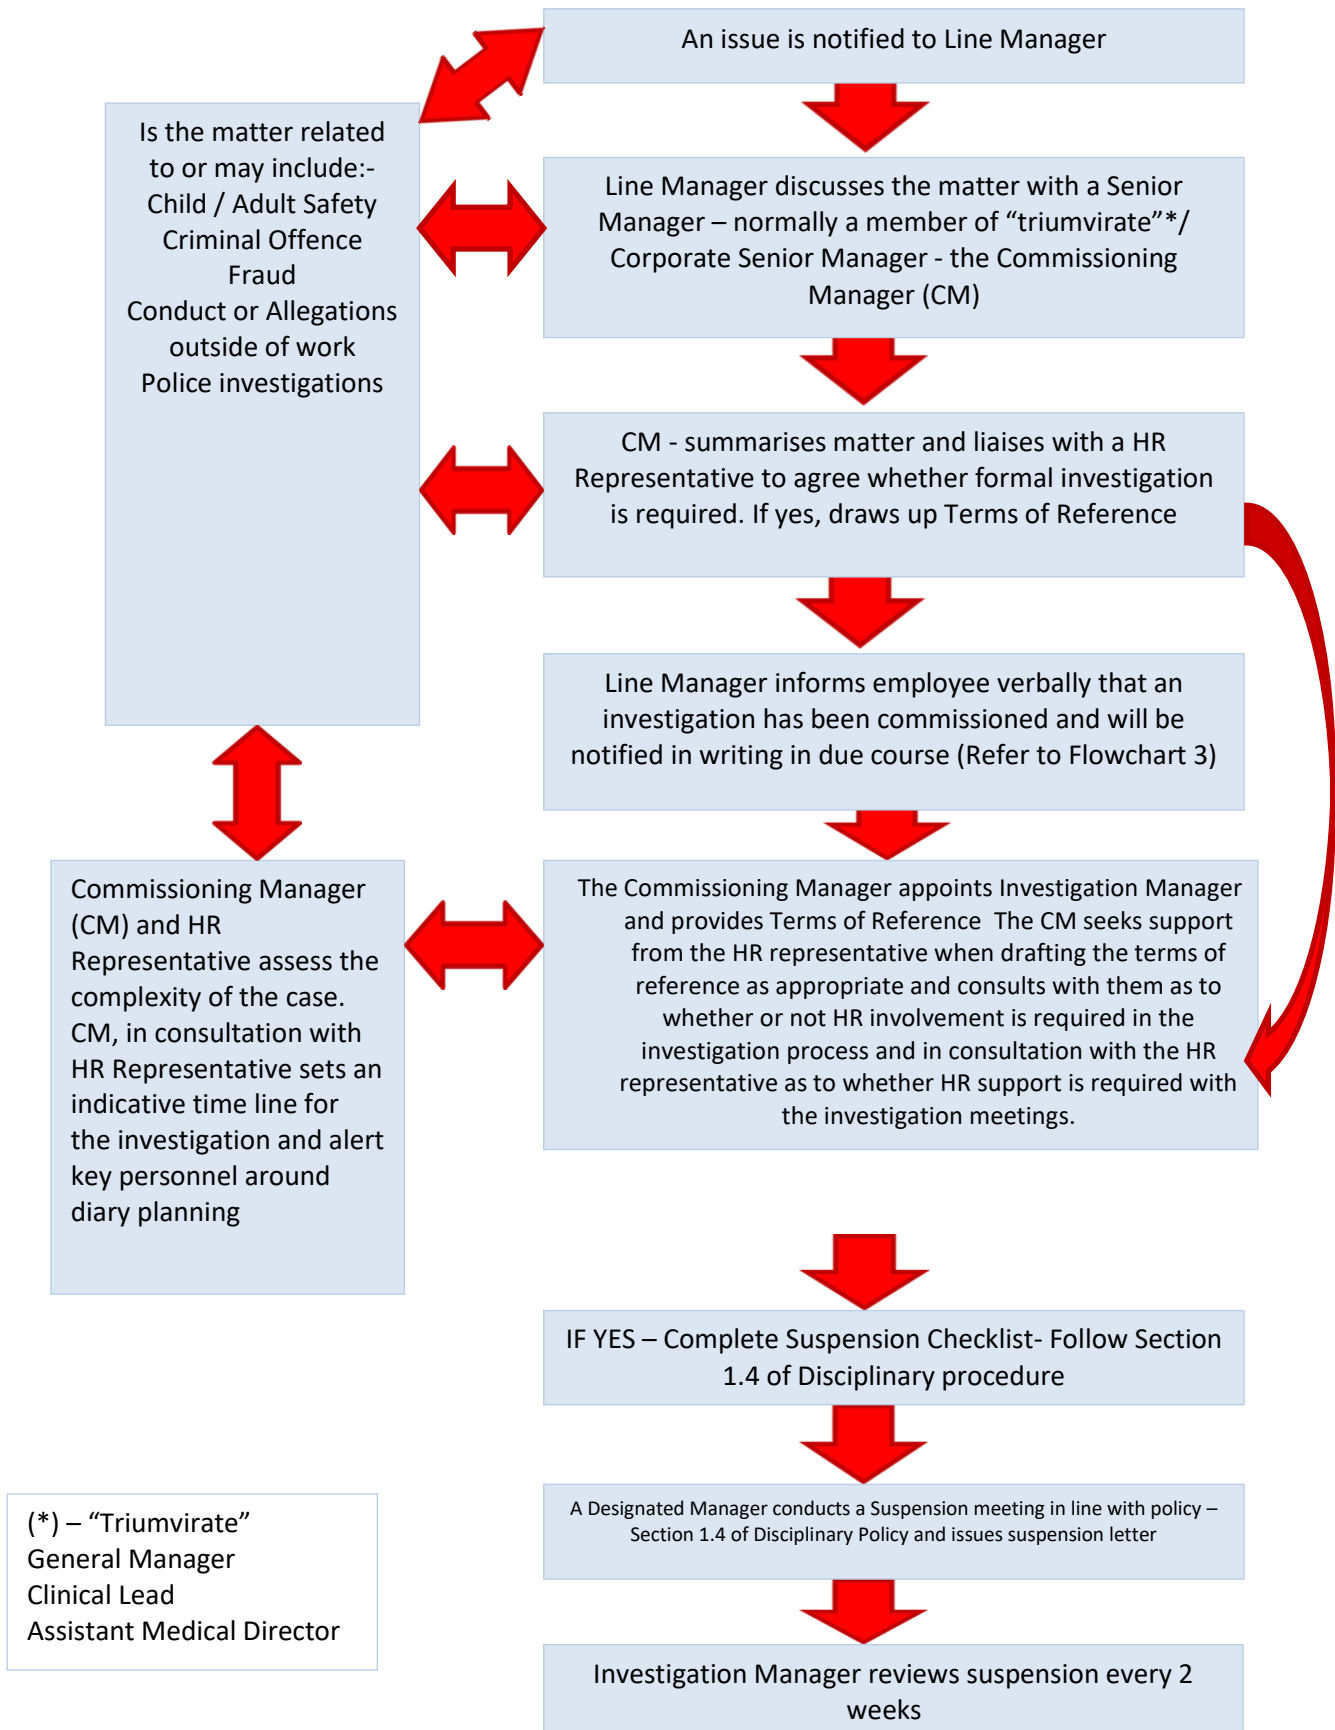 An issue is notified to Line Manager
Is the matter related
to or may include:-
Child / Adult Safety
Criminal Offence
Fraud
Conduct or Allegations
outside of work
Police investigations
Line Manager discusses the matter with a Senior
Manager – normally a member of “triumvirate”*/
Corporate Senior Manager - the Commissioning
Manager (CM)
CM - summarises matter and liaises with a HR
Representative to agree whether formal investigation
is required. If yes, draws up Terms of Reference
Line Manager informs employee verbally that an
investigation has been commissioned and will be
notified in writing in due course (Refer to Flowchart 3)
Commissioning Manager
(CM) and HR
Representative assess the
complexity of the case.
CM, in consultation with
HR Representative sets an
indicative time line for
the investigation and alert
key personnel around
diary planning
The Commissioning Manager appoints Investigation Manager
and provides Terms of Reference  The CM seeks support
from the HR representative when drafting the terms of
reference as appropriate and consults with them as to
whether or not HR involvement is required in the
investigation process and in consultation with the HR
representative as to whether HR support is required with
the investigation meetings.
IF YES – Complete Suspension Checklist- Follow Section
1.4 of Disciplinary procedure
A Designated Manager conducts a Suspension meeting in line with policy –
Section 1.4 of Disciplinary Policy and issues suspension letter
(*) – “Triumvirate”
General Manager
Clinical Lead
Assistant Medical Director
Investigation Manager reviews suspension every 2
weeks